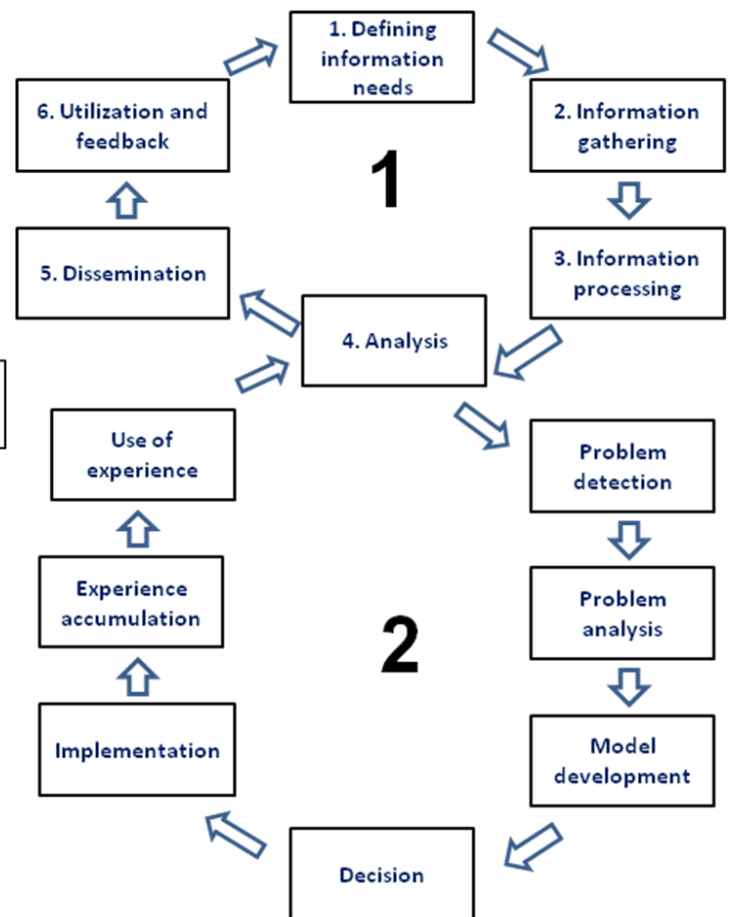 1. Defining
information
needs
6. Utilization and
feedback
2. Information
gathering
1
5. Dissemination
3. Information
processing
4. Analysis
Use of
experience
Problem
detection
Experience
accumulation
Problem
analysis
2
Implementation
Model
development
Decision